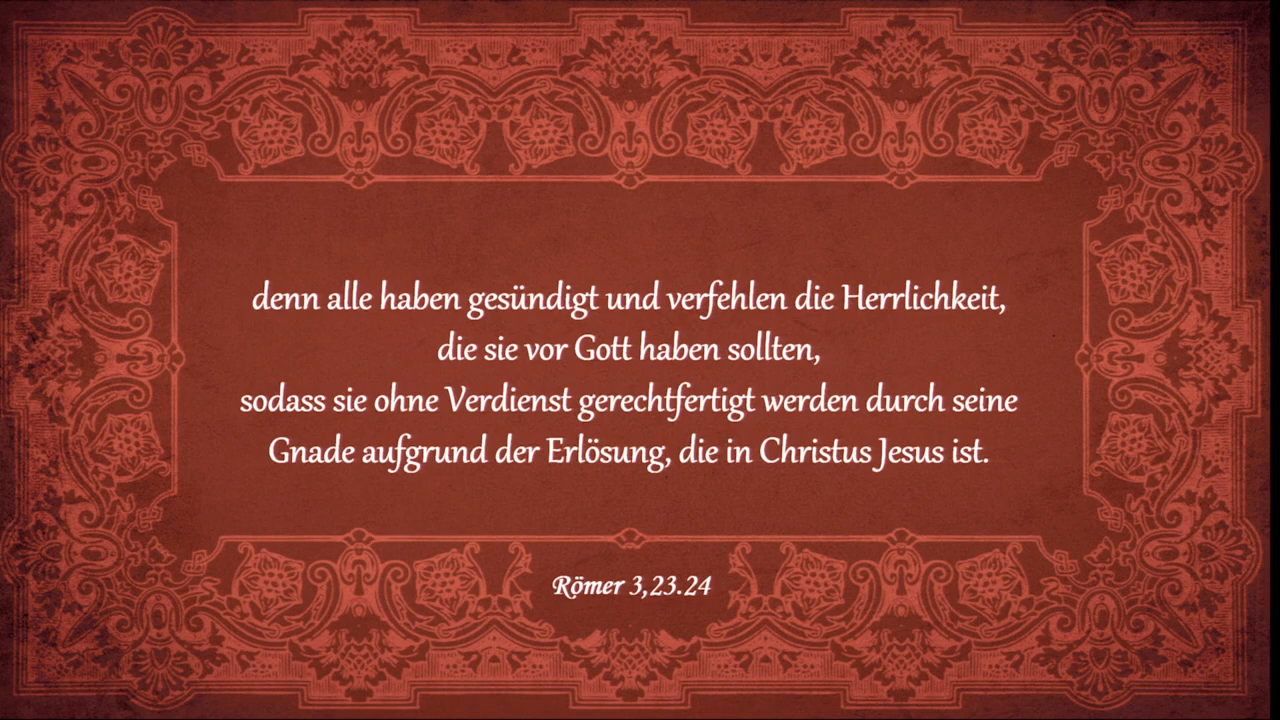 denn alle haben gesündigt und verfehlen die Herrlichkeit,
die sie vor Gott haben sollten,
sodass sie ohne Verdienst gerechtfertigt werden durch seine
Gnade aufgrund der Erlösung, die in Christus Jesus ist.
Römer 3,23.24